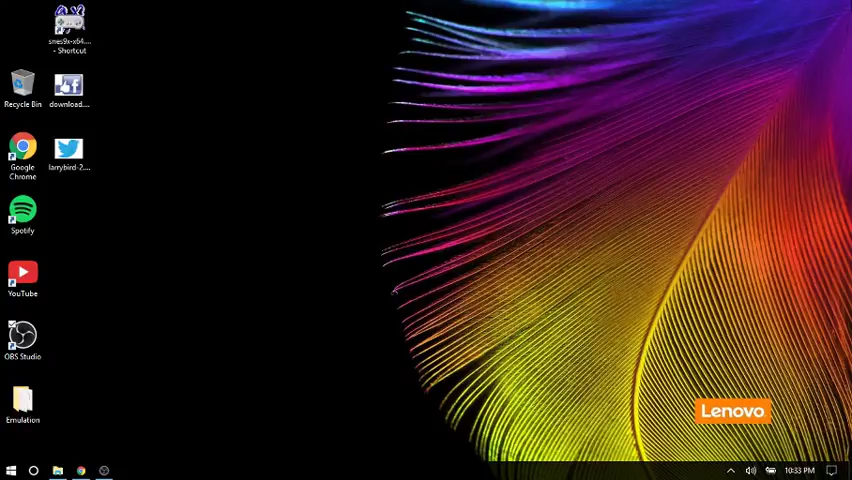 snes9x-x64....
- Shortcut
Recycle Bin
download....
Google
Chrome
larrybird-2....
Spotify
YouTube
OBS Studio
Emulation
Lenovo
10:33 PM